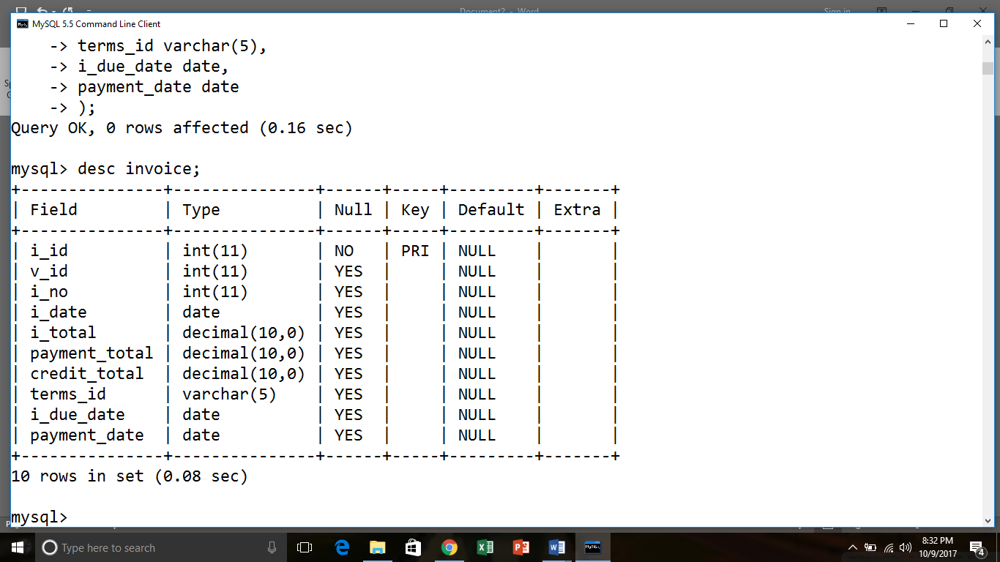 Document2 - Word
Sign in
MySQL 5.5 Command Line Client
-> terms_id varchar(5),
-> i_due_date date,
-> payment_date date
-> );
Query OK, 0 rows affected (0.16 sec)
mysql> desc invoice;
+---------------+---------------+------+-----+---------+-------+
| Field         | Type          | Null | Key | Default | Extra |
+---------------+---------------+------+-----+---------+-------+
| i_id          | int(11)       | NO   | PRI | NULL    |       |
| v_id          | int(11)       | YES  |     | NULL    |       |
| i_no          | int(11)       | YES  |     | NULL    |       |
| i_date        | date          | YES  |     | NULL    |       |
| i_total       | decimal(10,0) | YES  |     | NULL    |       |
| payment_total | decimal(10,0) | YES  |     | NULL    |       |
| credit_total  | decimal(10,0) | YES  |     | NULL    |       |
| terms_id      | varchar(5)    | YES  |     | NULL    |       |
| i_due_date    | date          | YES  |     | NULL    |       |
| payment_date  | date          | YES  |     | NULL    |       |
+---------------+---------------+------+-----+---------+-------+
10 rows in set (0.08 sec)
mysql>
Type here to search
8:32 PM
10/9/2017
4